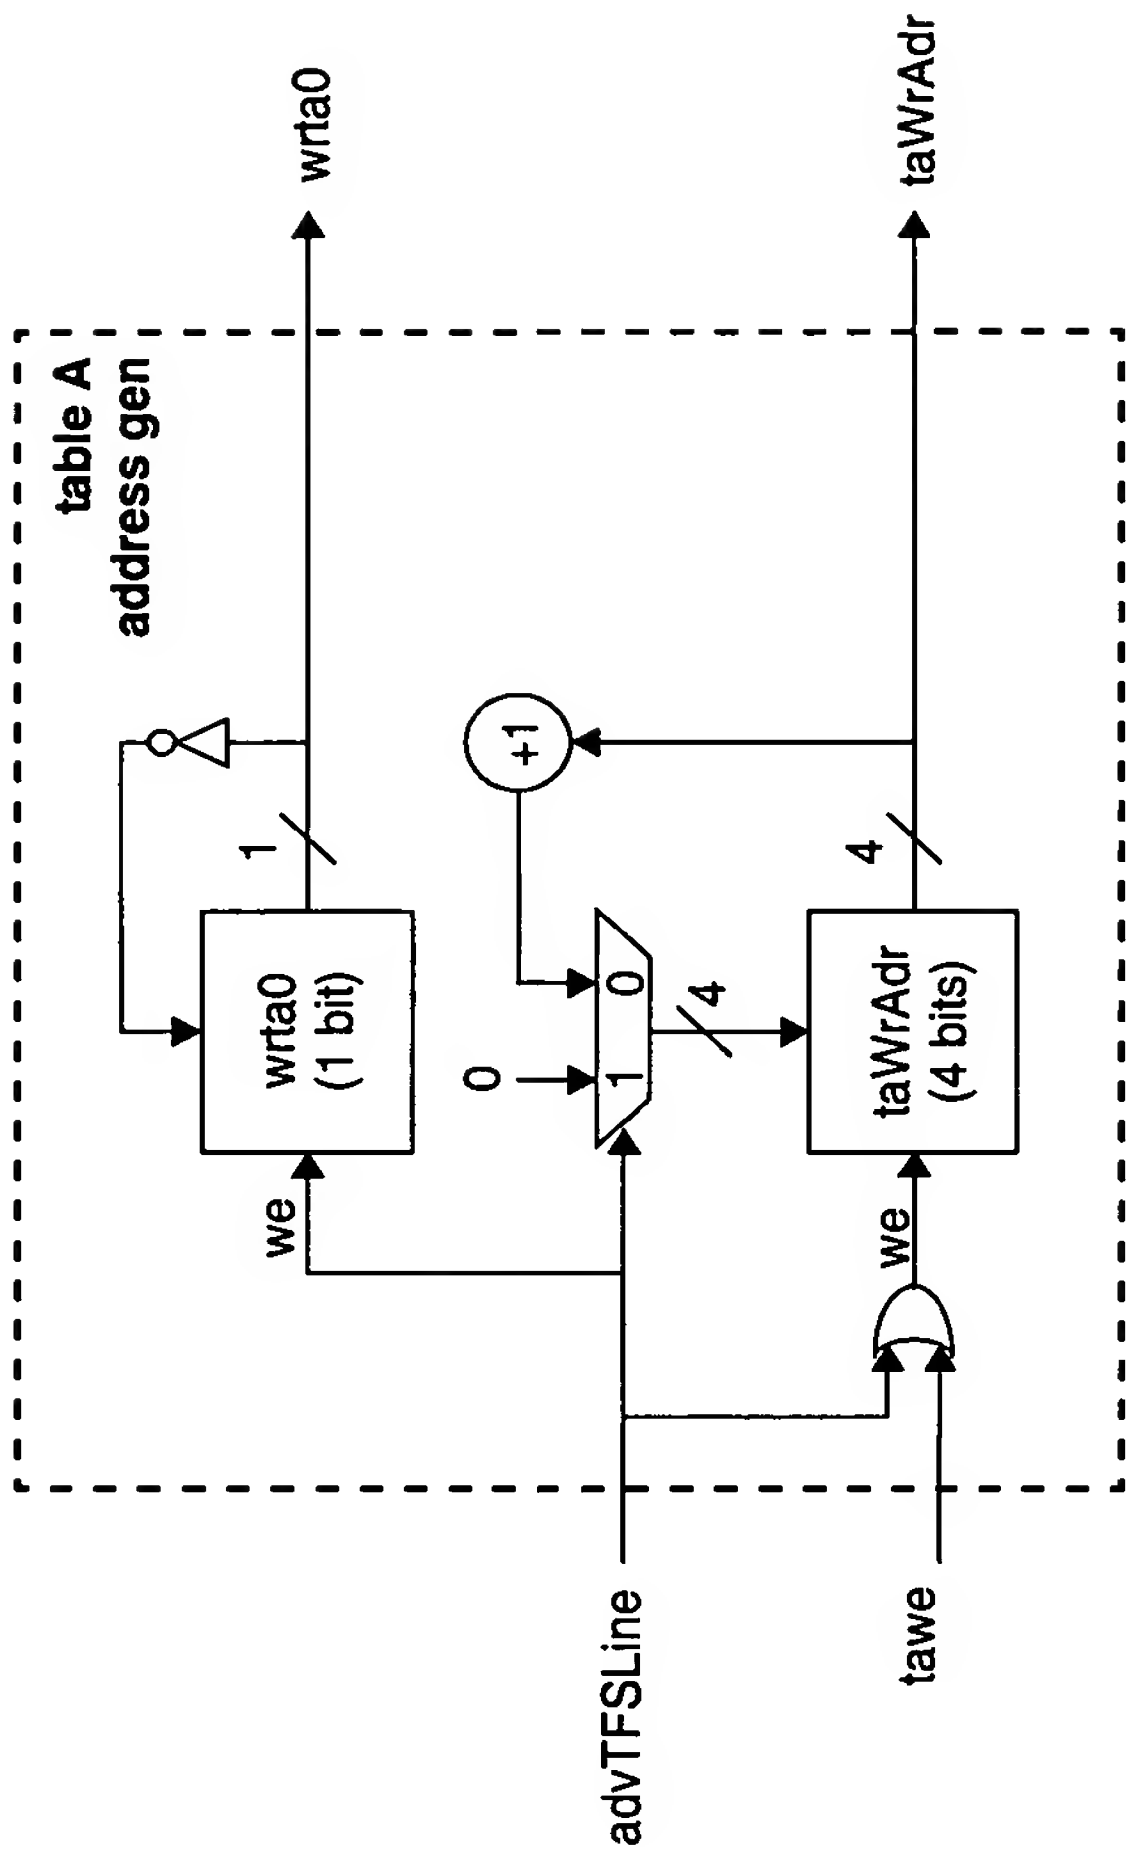 table A
address gen
wrta0
(1 bit)
1
wrta0
we
0
1
0
+1
4
advTFSLine
tawe
we
taWrAdr
(4 bits)
4
taWrAdr